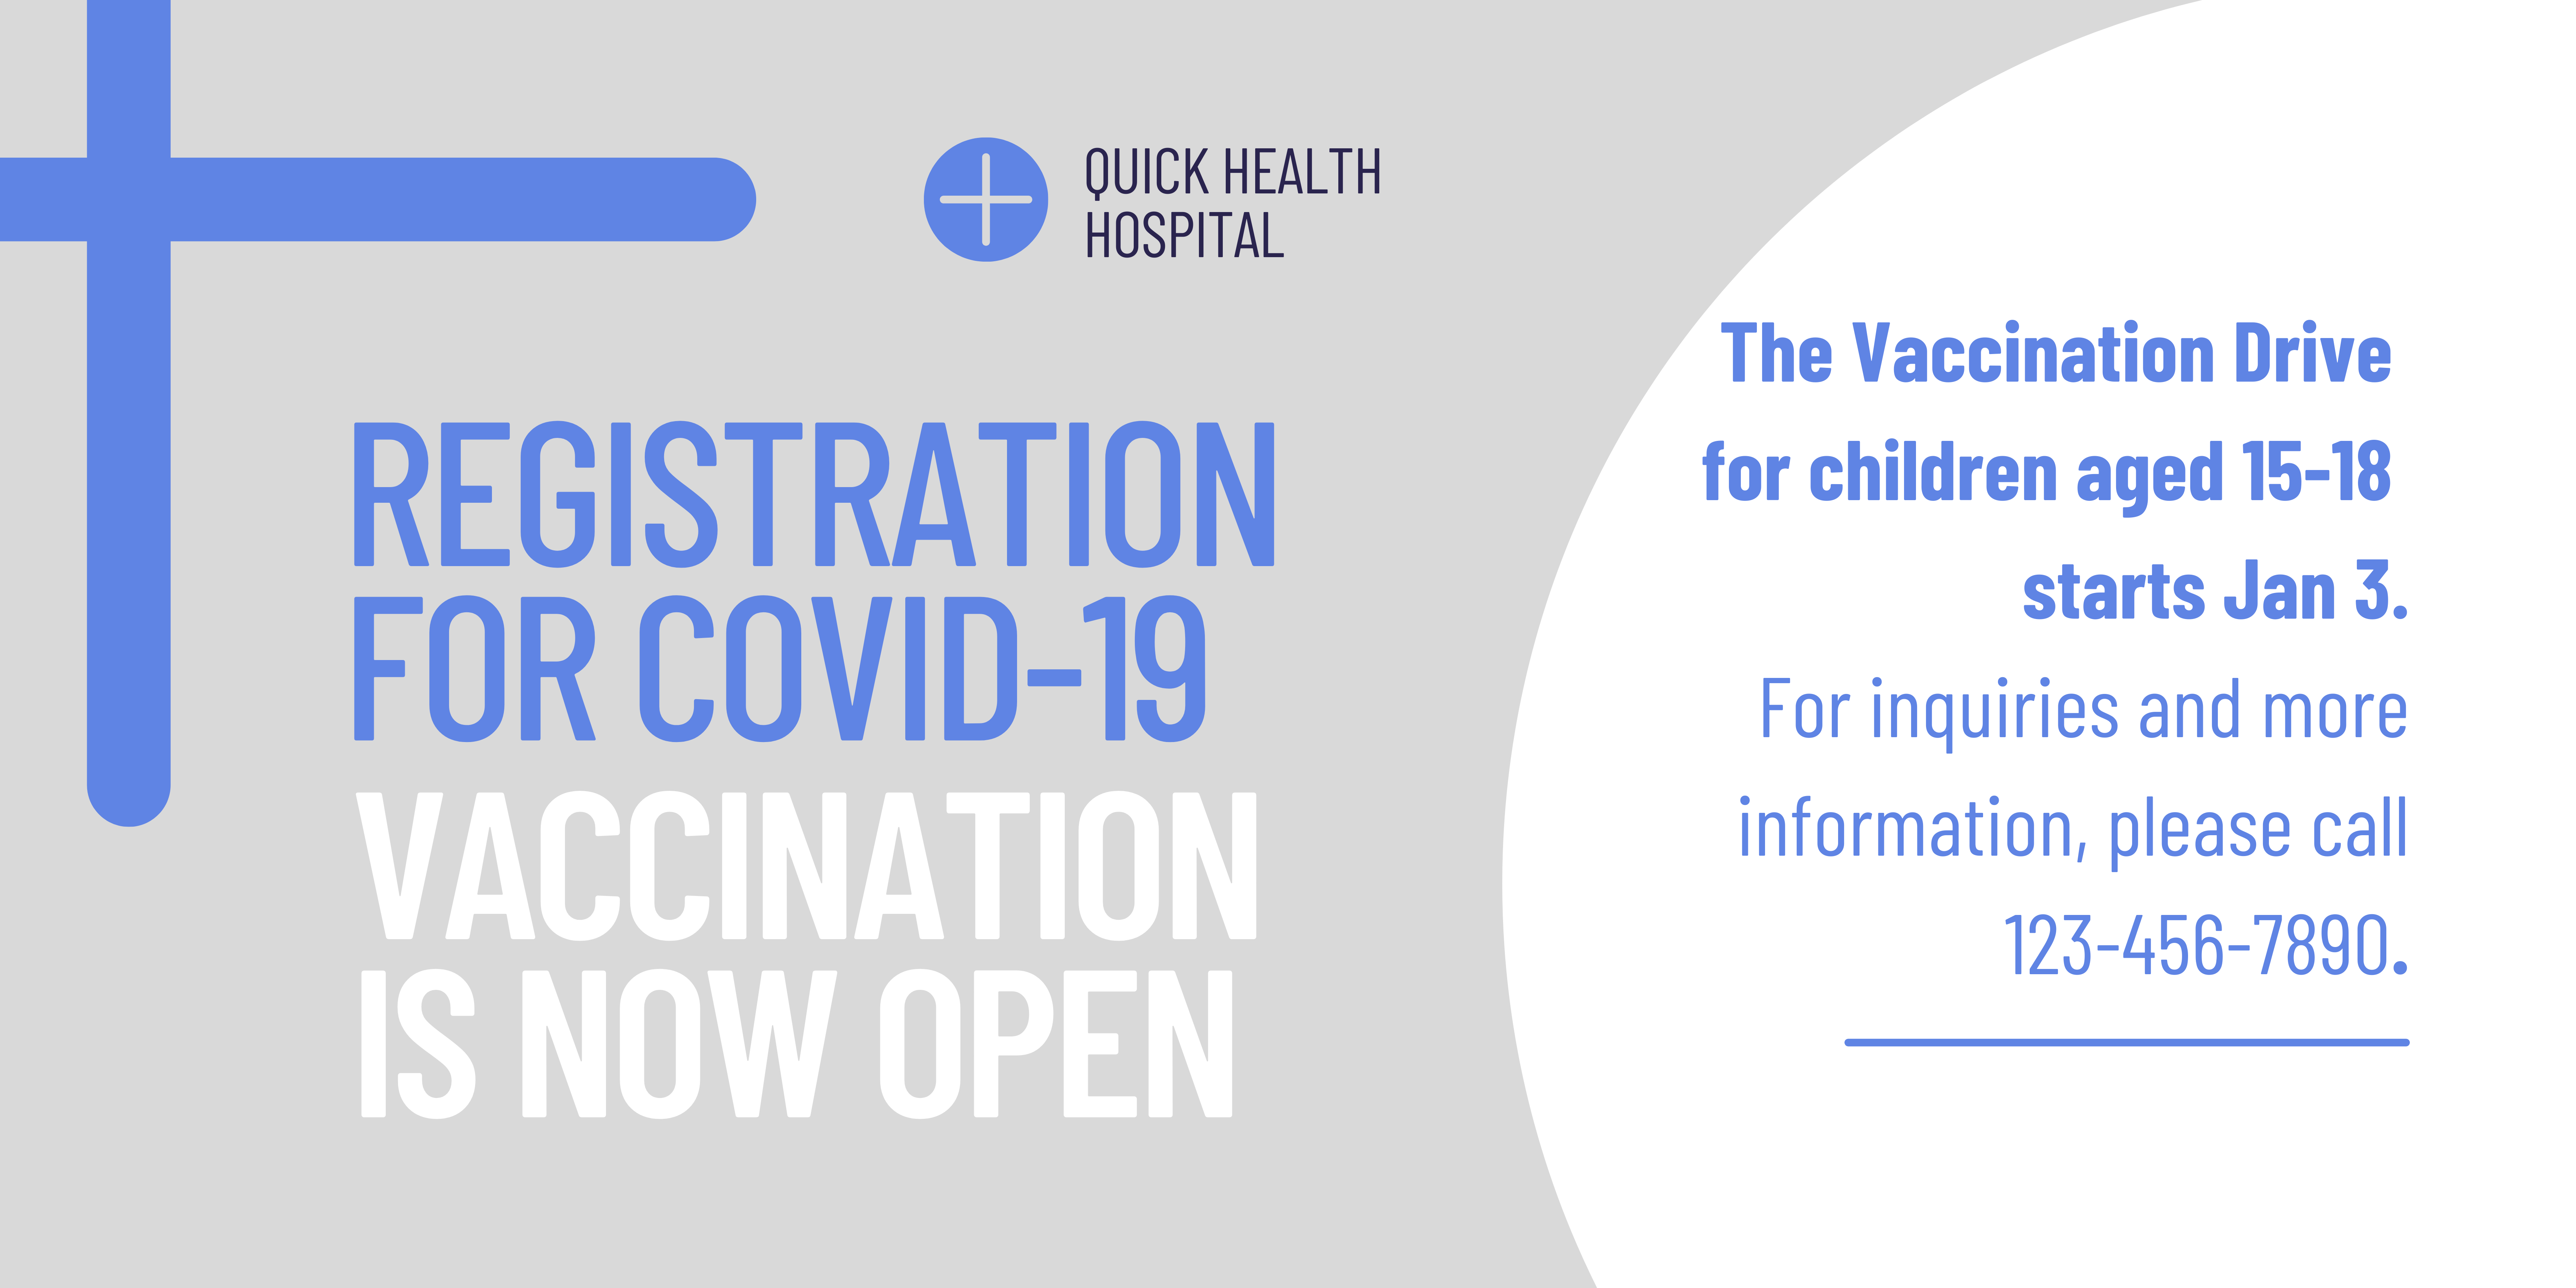 QUICK HEALTH
HOSPITAL
REGISTRATION
FOR COVID-19
VACCINATION
IS NOW OPEN
The Vaccination Drive
for children aged 15-18
starts Jan 3.
For inquiries and more
information, please call
123-456-7890.